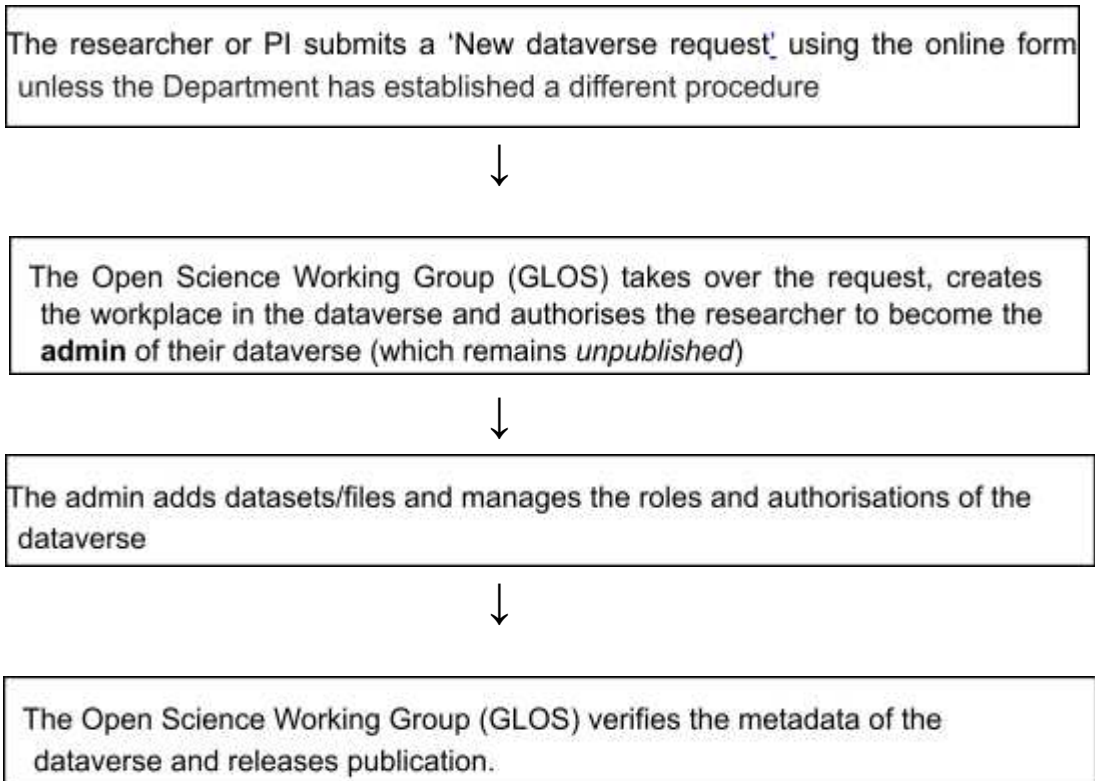 The researcher or PI submits a ‘New dataverse request’ using the online form
unless the Department has established a different procedure
↓
The Open Science Working Group (GLOS) takes over the request, creates
the workplace in the dataverse and authorises the researcher to become the
admin of their dataverse (which remains unpublished)
↓
The admin adds datasets/files and manages the roles and authorisations of the
dataverse
↓
The Open Science Working Group (GLOS) verifies the metadata of the
dataverse and releases publication.